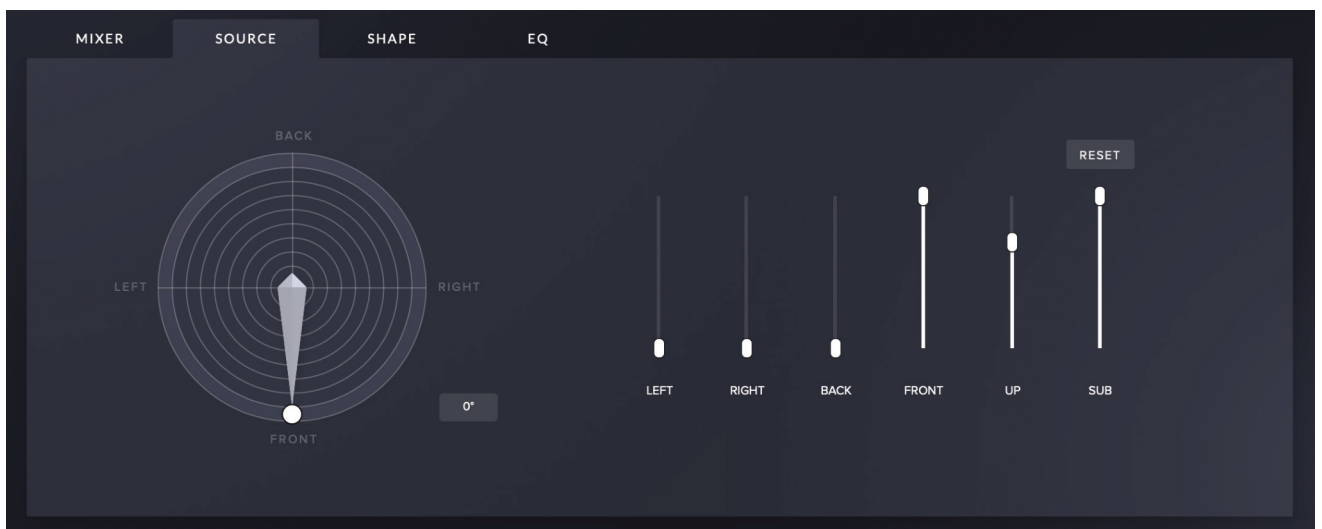 MIXER SOURCE SHAPE EQ
BACK
RESET
LEFT RIGHT
LEFT RIGHT BACK FRONT UP SUB
0°
FRONT